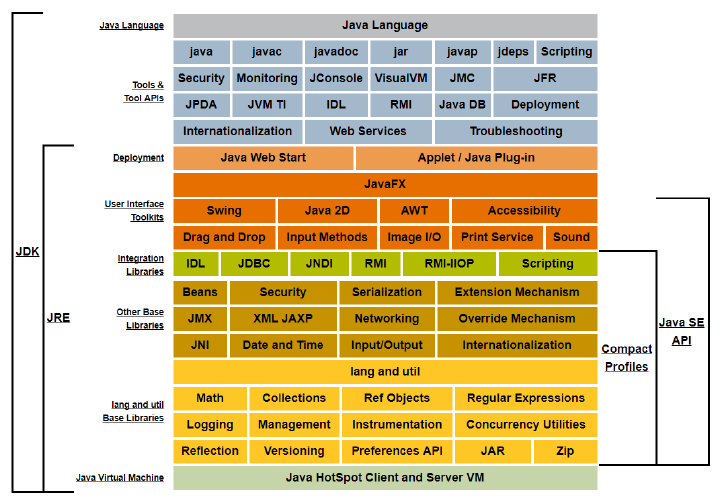 Java Language Java Language
java javac javadoc jar javap jdeps Scripting
Tools &
Tool APIs
Security Monitoring JConsole VisualVM JMC JFR
JPDA JVM TI IDL RMI Java DB Deployment
Internationalization Web Services Troubleshooting
Deployment Java Web Start Applet / Java Plug-in
JavaFX
User Interface
Toolkits
Swing Java 2D AWT Accessibility
Drag and Drop Input Methods Image I/O Print Service Sound
Integration
Libraries
IDL JDBC JNDI RMI RMI-IIOP Scripting
JDK
Beans Security Serialization Extension Mechanism
Other Base
Libraries
JMX XML JAXP Networking Override Mechanism
JRE
Java SE
API
JNI Date and Time Input/Output Internationalization
Compact
Profiles
lang and util
lang and util
Base Libraries
Math Collections Ref Objects Regular Expressions
Logging Management Instrumentation Concurrency Utilities
Reflection Versioning Preferences API JAR Zip
Java Virtual Machine Java HotSpot Client and Server VM